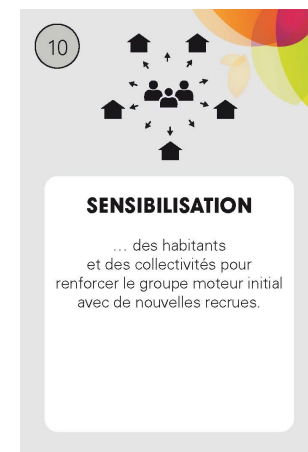 10
SENSIBILISATION
... des habitants
et des collectivités pour
renforcer le groupe moteur initial
avec de nouvelles recrues.